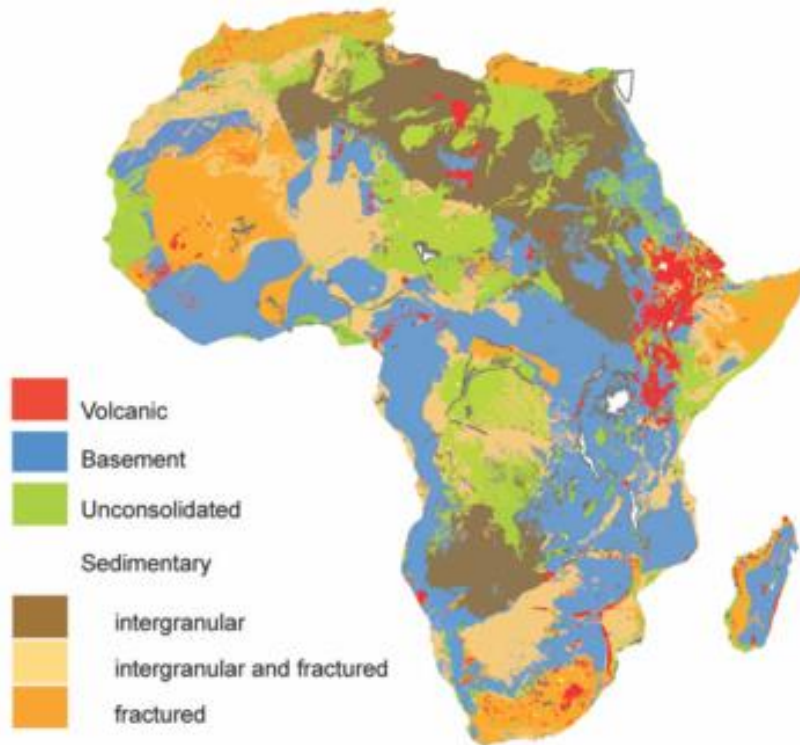 Volcanic
Basement
Unconsolidated
Sedimentary
intergranular
intergranular and fractured
fractured